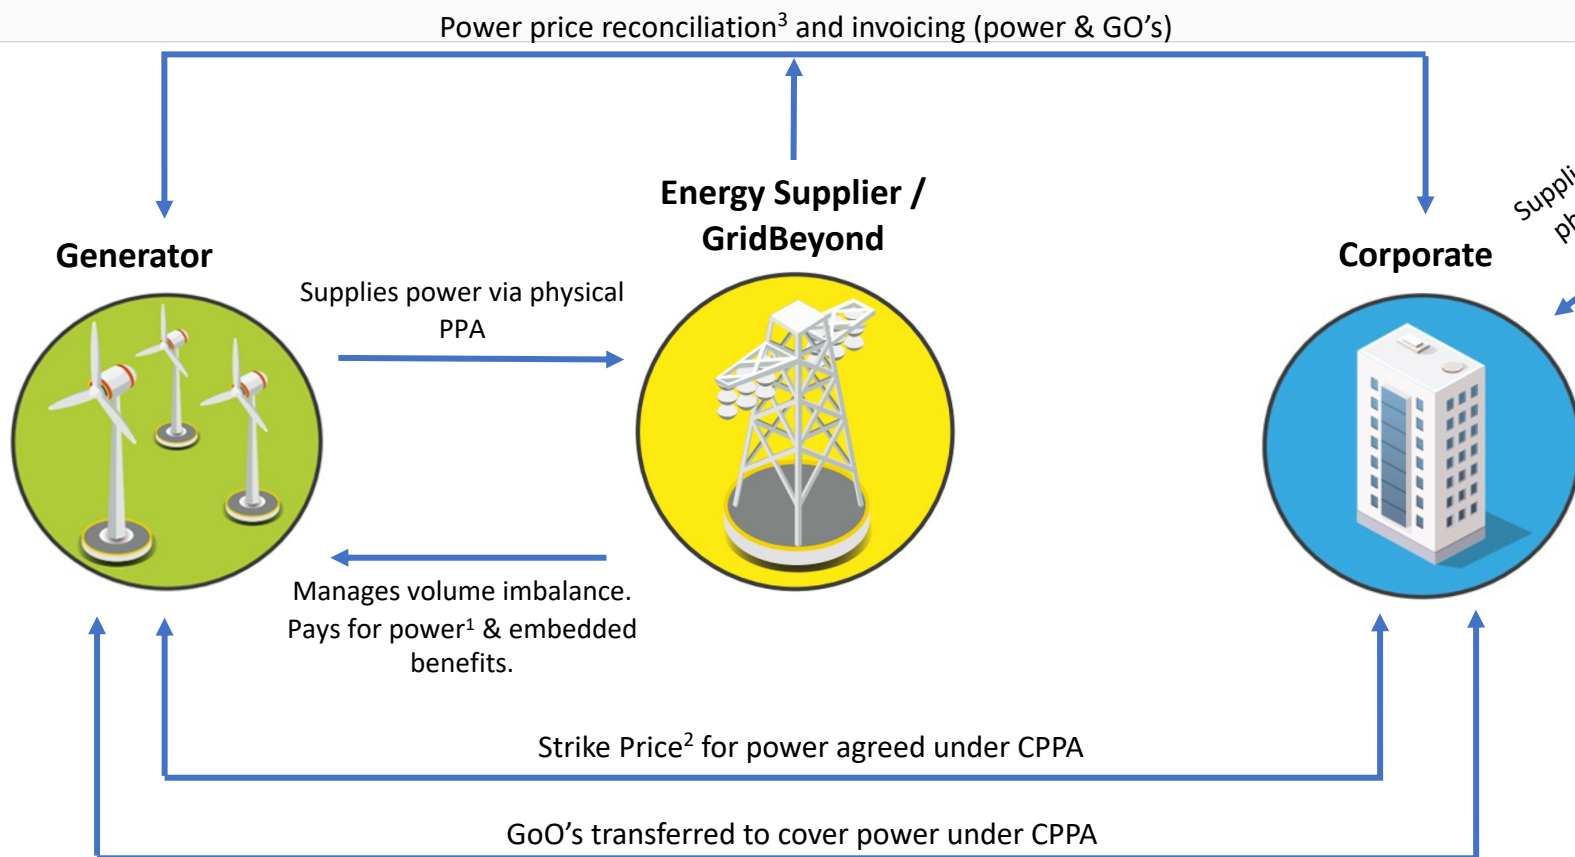 Power price reconciliation³ and invoicing (power & GO’s)
Energy Supplier /
GridBeyond
Generator
Corporate
Supplies power via physical
PPA
Manages volume imbalance.
Pays for power¹ & embedded
benefits.
Strike Price² for power agreed under CPPA
GoO’s transferred to cover power under CPPA